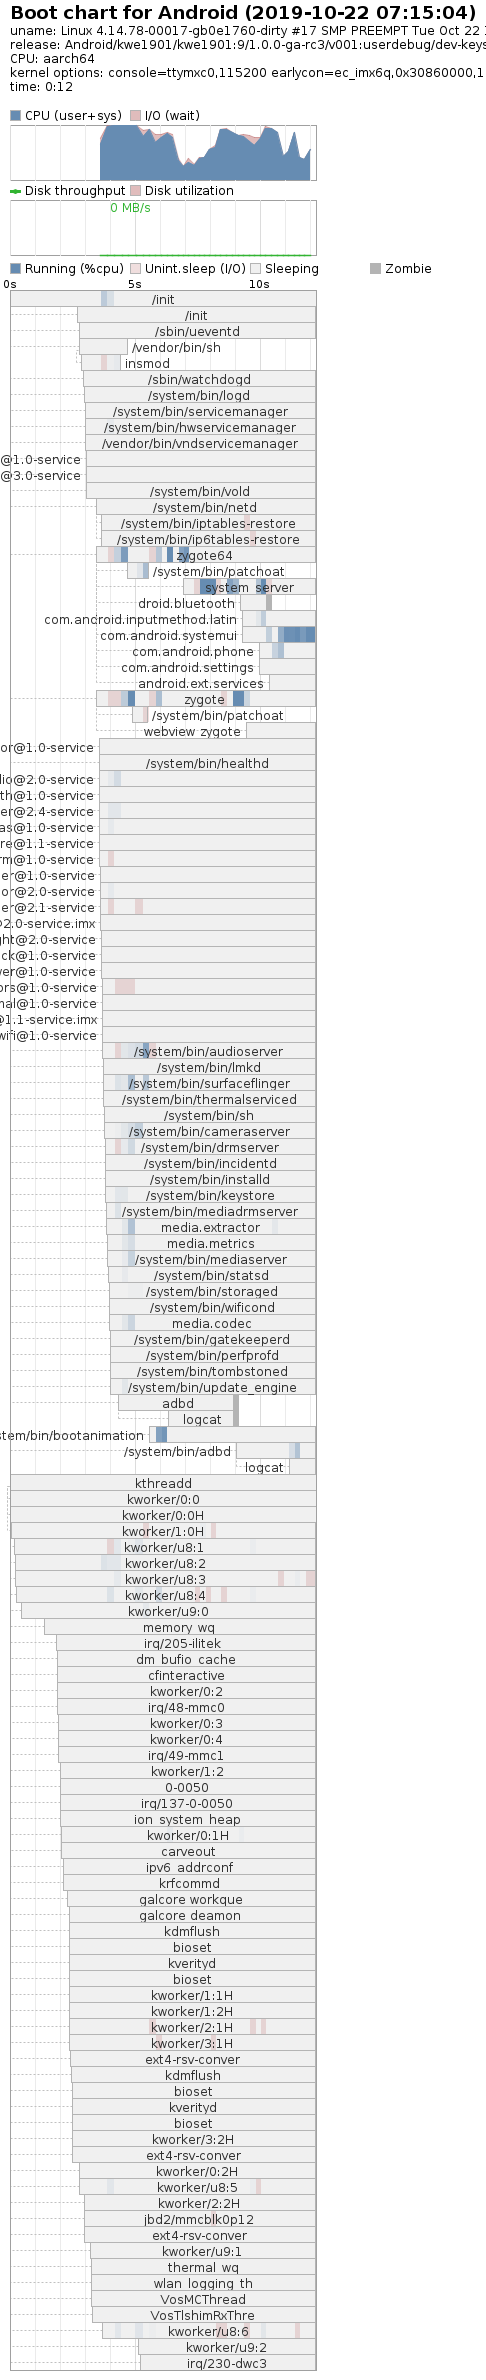 Boot chart for Android (2019-10-22 07:15:04)
uname: Linux 4.14.78-00017-gb0e1760-dirty #17 SMP PREEMPT Tue Oct 22
release: Android/kwe1901/kwe1901:9/1.0.0-ga-rc3/v001:userdebug/dev-keys
CPU: aarch64
kernel options: console=ttymxc0,115200 earlycon=ec_imx6q,0x30860000,1
time: 0:12
CPU (user+sys) I/O (wait)
Disk throughput Disk utilization
0 MB/s
Running (%cpu) Unint.sleep (I/O) Sleeping Zombie
0s 5s 10s
/init
/init
/sbin/ueventd
/vendor/bin/sh
insmod
/sbin/watchdogd
/system/bin/logd
/system/bin/servicemanager
/system/bin/hwservicemanager
/vendor/bin/vndservicemanager
@1.0-service
@3.0-service
/system/bin/vold
/system/bin/netd
/system/bin/iptables-restore
/system/bin/ip6tables-restore
zygote64
/system/bin/patchoat
system_server
droid.bluetooth
com.android.inputmethod.latin
com.android.systemui
com.android.phone
com.android.settings
android.ext.services
zygote
/system/bin/patchoat
webview_zygote
or@1.0-service
/system/bin/healthd
dio@2.0-service
th@1.0-service
er@2.4-service
as@1.0-service
re@1.1-service
rm@1.0-service
er@1.0-service
or@2.0-service
er@2.1-service
@2.0-service.imx
ght@2.0-service
ck@1.0-service
wer@1.0-service
ors@1.0-service
nal@1.0-service
@1.1-service.imx
wifi@1.0-service
/system/bin/audioserver
/system/bin/lmkd
/system/bin/surfaceflinger
/system/bin/thermalserviced
/system/bin/sh
/system/bin/cameraserver
/system/bin/drmserver
/system/bin/incidentd
/system/bin/installd
/system/bin/keystore
/system/bin/mediadrmserver
media.extractor
media.metrics
/system/bin/mediaserver
/system/bin/statsd
/system/bin/storaged
/system/bin/wificond
media.codec
/system/bin/gatekeeperd
/system/bin/perfprofd
/system/bin/tombstoned
/system/bin/update_engine
adbd
logcat
stem/bin/bootanimation
/system/bin/adbd
logcat
kthreadd
kworker/0:0
kworker/0:0H
kworker/1:0H
kworker/u8:1
kworker/u8:2
kworker/u8:3
kworker/u8:4
kworker/u9:0
memory_wq
irq/205-ilitek
dm_bufio_cache
cfinteractive
kworker/0:2
irq/48-mmc0
kworker/0:3
kworker/0:4
irq/49-mmc1
kworker/1:2
0-0050
irq/137-0-0050
ion_system_heap
kworker/0:1H
carveout
ipv6_addrconf
krfcommd
galcore workque
galcore deamon
kdmflush
bioset
kverityd
bioset
kworker/1:1H
kworker/1:2H
kworker/2:1H
kworker/3:1H
ext4-rsv-conver
kdmflush
bioset
kverityd
bioset
kworker/3:2H
ext4-rsv-conver
kworker/0:2H
kworker/u8:5
kworker/2:2H
jbd2/mmcblk0p12
ext4-rsv-conver
kworker/u9:1
thermal_wq
wlan_logging_th
VosMCThread
VosTlshimRxThre
kworker/u8:6
kworker/u9:2
irq/230-dwc3